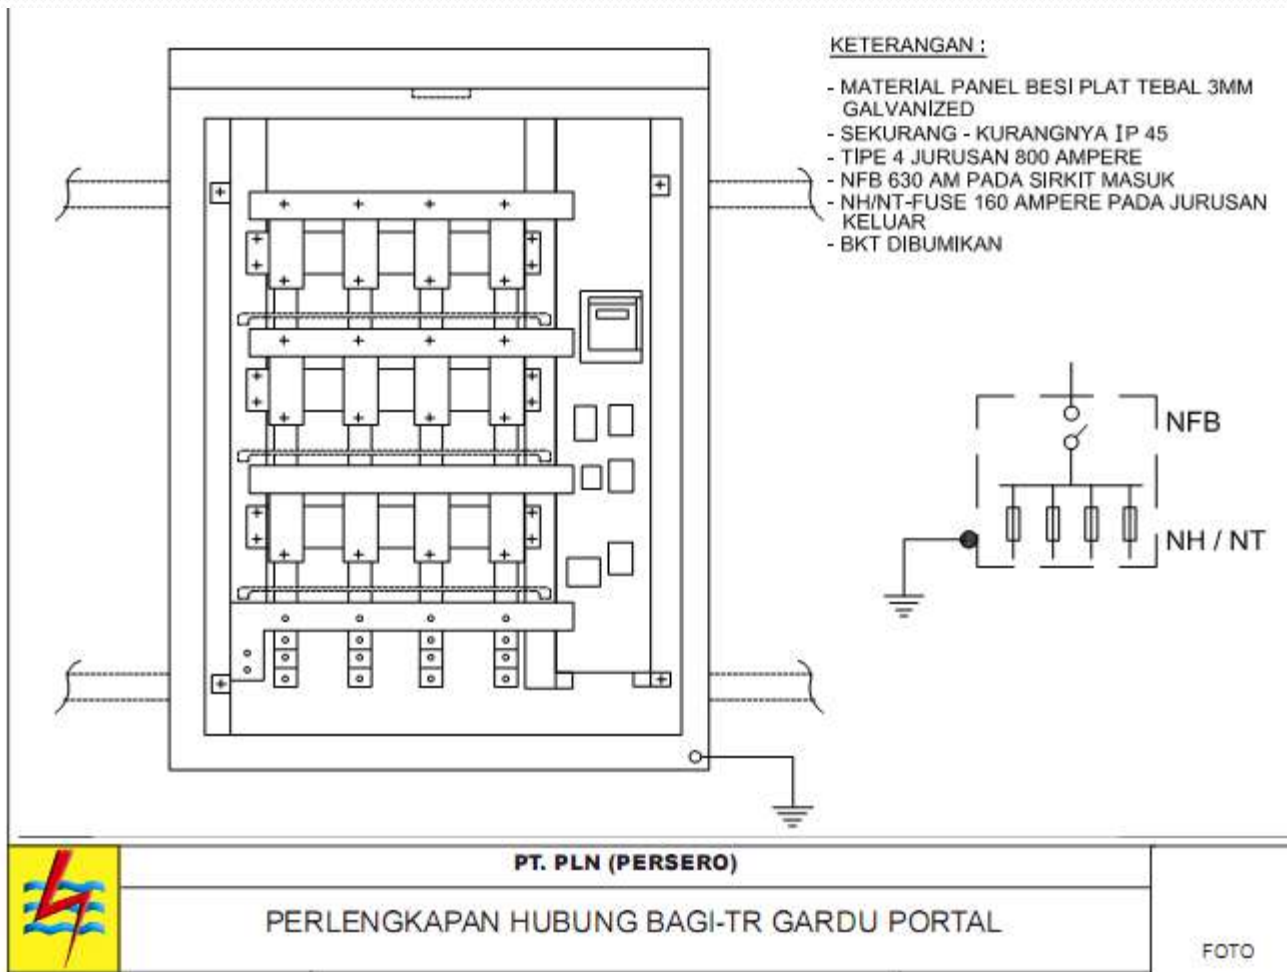 KETERANGAN :
- MATERIAL PANEL BESI PLAT TEBAL 3MM
GALVANIZED
- SEKURANG - KURANGNYA IP 45
- TIPE 4 JURUSAN 800 AMPERE
- NFB 630 AM PADA SIRKIT MASUK
- NH/NT-FUSE 160 AMPERE PADA JURUSAN
KELUAR
- BKT DIBUMIKAN
NFB
NH / NT
PT. PLN (PERSERO)
PERLENGKAPAN HUBUNG BAGI-TR GARDU PORTAL
FOTO